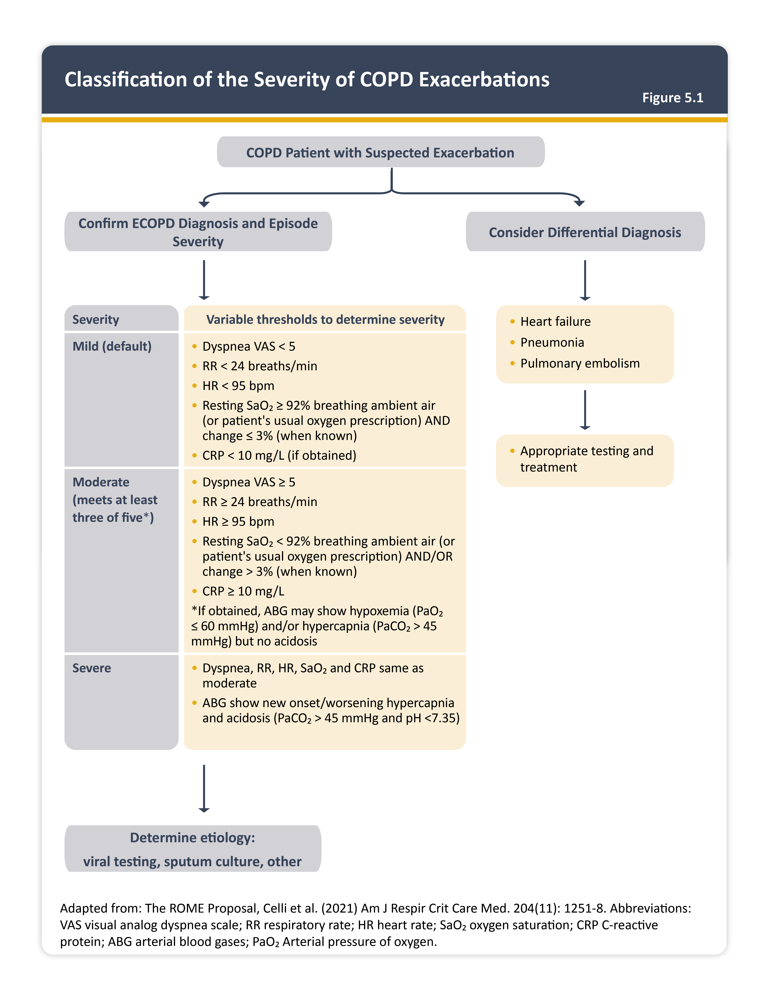 Classification of the Severity of COPD Exacerbations
Figure 5.1
COPD Patient with Suspected Exacerbation
Confirm ECOPD Diagnosis and Episode
Severity
Consider Differential Diagnosis
Severity
Variable thresholds to determine severity
Mild (default)
• Dyspnea VAS < 5
• RR < 24 breaths/min
• HR < 95 bpm
• Resting SaO₂ ≥ 92% breathing ambient air
(or patient's usual oxygen prescription) AND
change ≤ 3% (when known)
• CRP < 10 mg/L (if obtained)
Moderate
(meets at least
three of five*)
• Dyspnea VAS ≥ 5
• RR ≥ 24 breaths/min
• HR ≥ 95 bpm
• Resting SaO₂ < 92% breathing ambient air (or
patient's usual oxygen prescription) AND/OR
change > 3% (when known)
• CRP ≥ 10 mg/L
*If obtained, ABG may show hypoxemia (PaO₂
≤ 60 mmHg) and/or hypercapnia (PaCO₂ > 45
mmHg) but no acidosis
Severe
• Dyspnea, RR, HR, SaO₂ and CRP same as
moderate
• ABG show new onset/worsening hypercapnia
and acidosis (PaCO₂ > 45 mmHg and pH <7.35)
• Heart failure
• Pneumonia
• Pulmonary embolism
• Appropriate testing and
treatment
Determine etiology:
viral testing, sputum culture, other
Adapted from: The ROME Proposal, Celli et al. (2021) Am J Respir Crit Care Med. 204(11): 1251-8. Abbreviations:
VAS visual analog dyspnea scale; RR respiratory rate; HR heart rate; SaO₂ oxygen saturation; CRP C-reactive
protein; ABG arterial blood gases; PaO₂ Arterial pressure of oxygen.